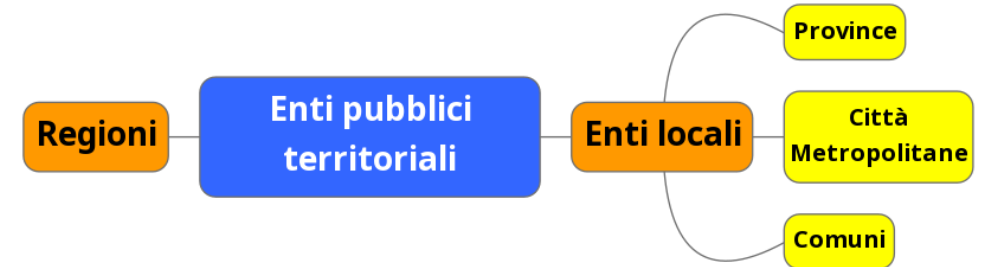 Regioni
Enti pubblici
territoriali
Enti locali
Province
Città
Metropolitane
Comuni